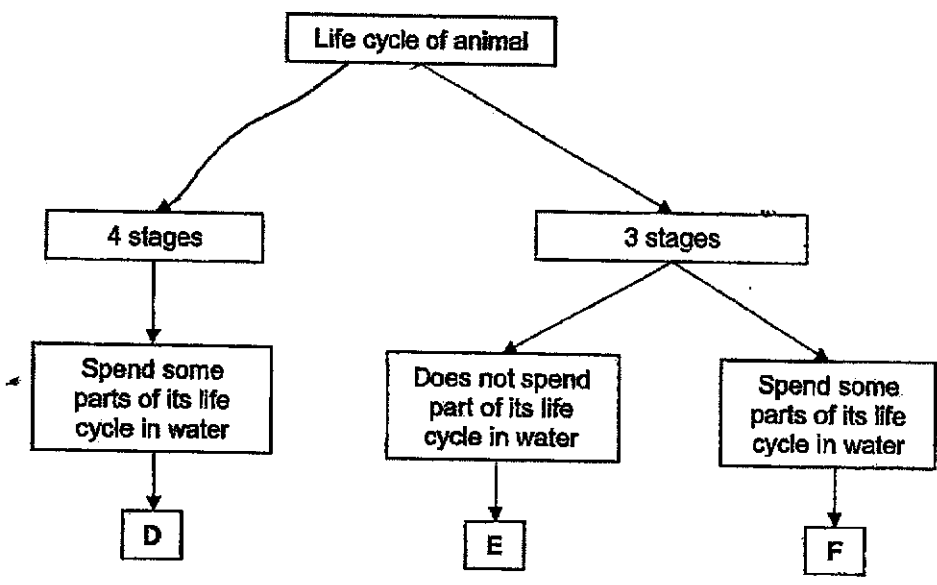 Life cycle of animal
4 stages
3 stages
Spend some
parts of its life
cycle in water
Does not spend
part of its life
cycle in water
Spend some
parts of its life
cycle in water
D
E
F